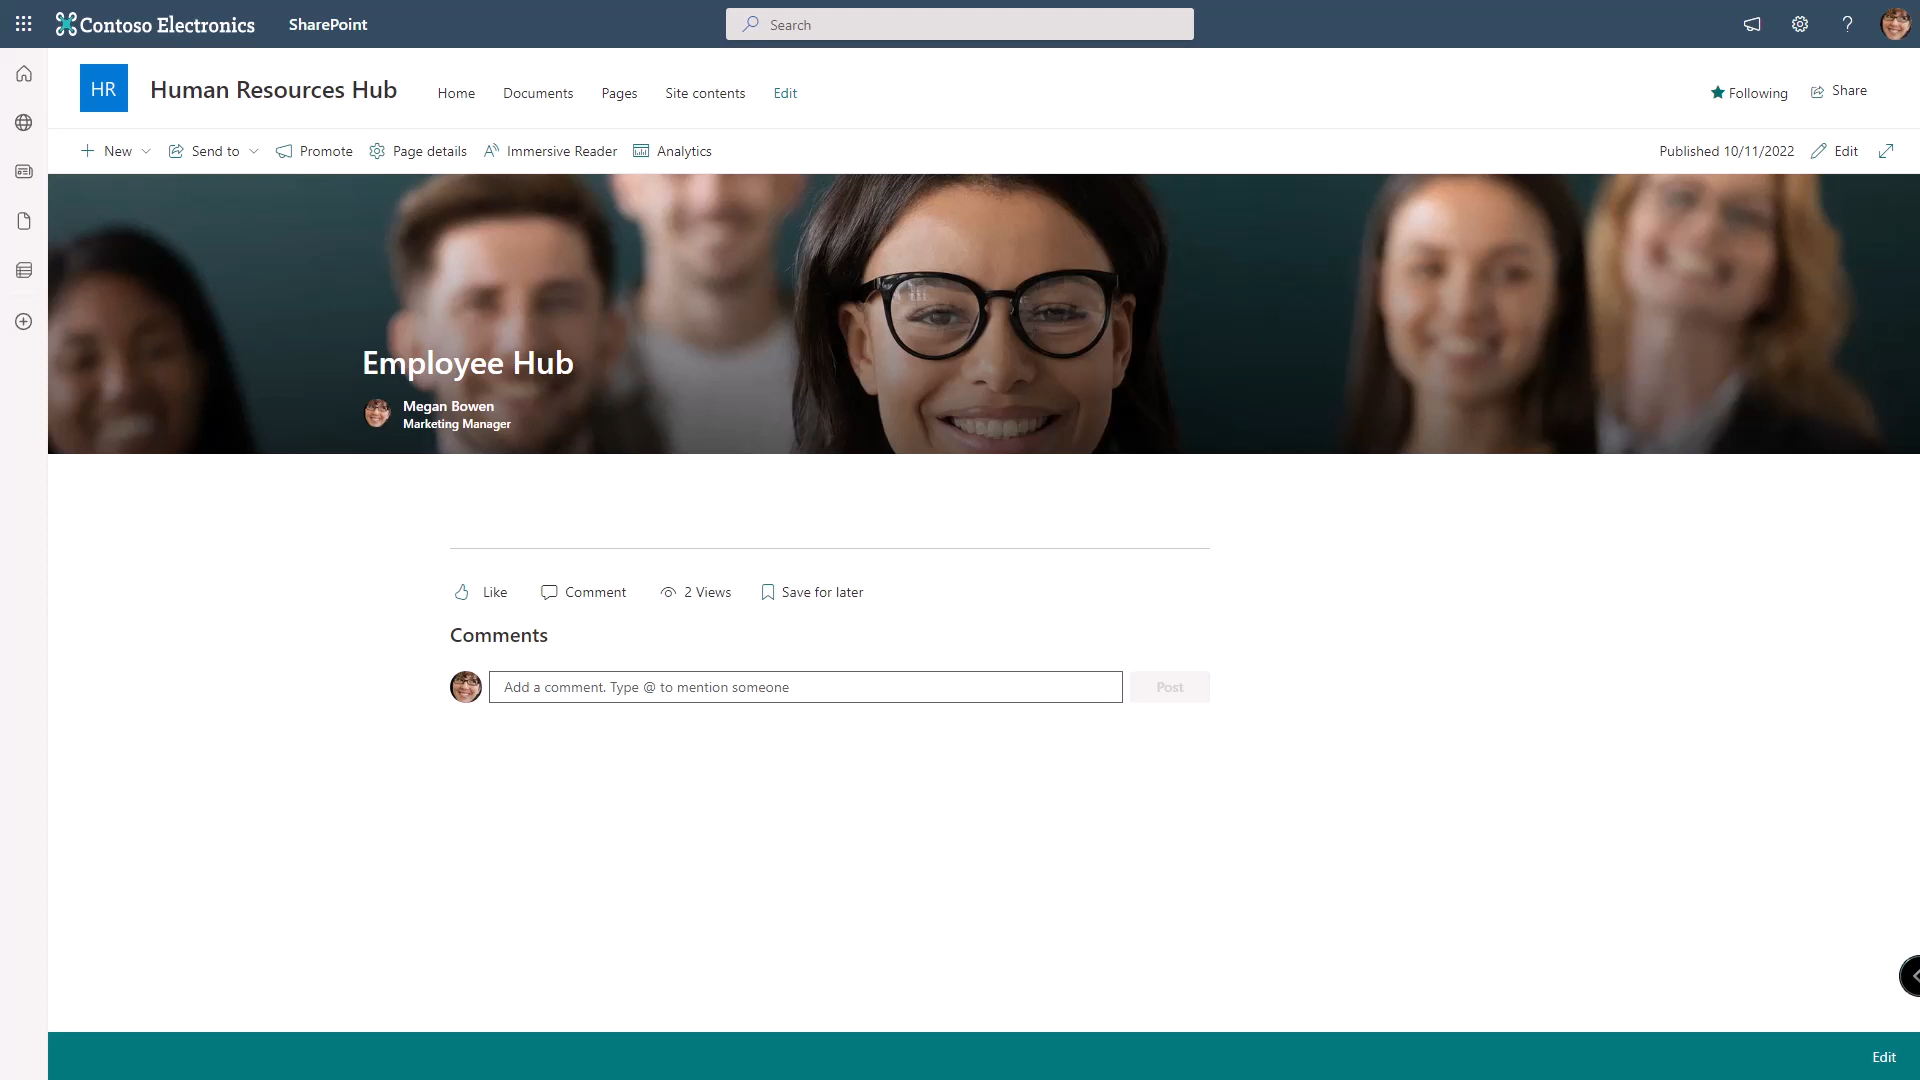 Contoso Electronics SharePoint Search
HR Human Resources Hub Home Documents Pages Site contents Edit Following Share
New Send to Promote Page details Immersive Reader Analytics Published 10/11/2022 Edit
Employee Hub
Megan Bowen
Marketing Manager
Like Comment 2 Views Save for later
Comments
Add a comment. Type @ to mention someone Post
Edit